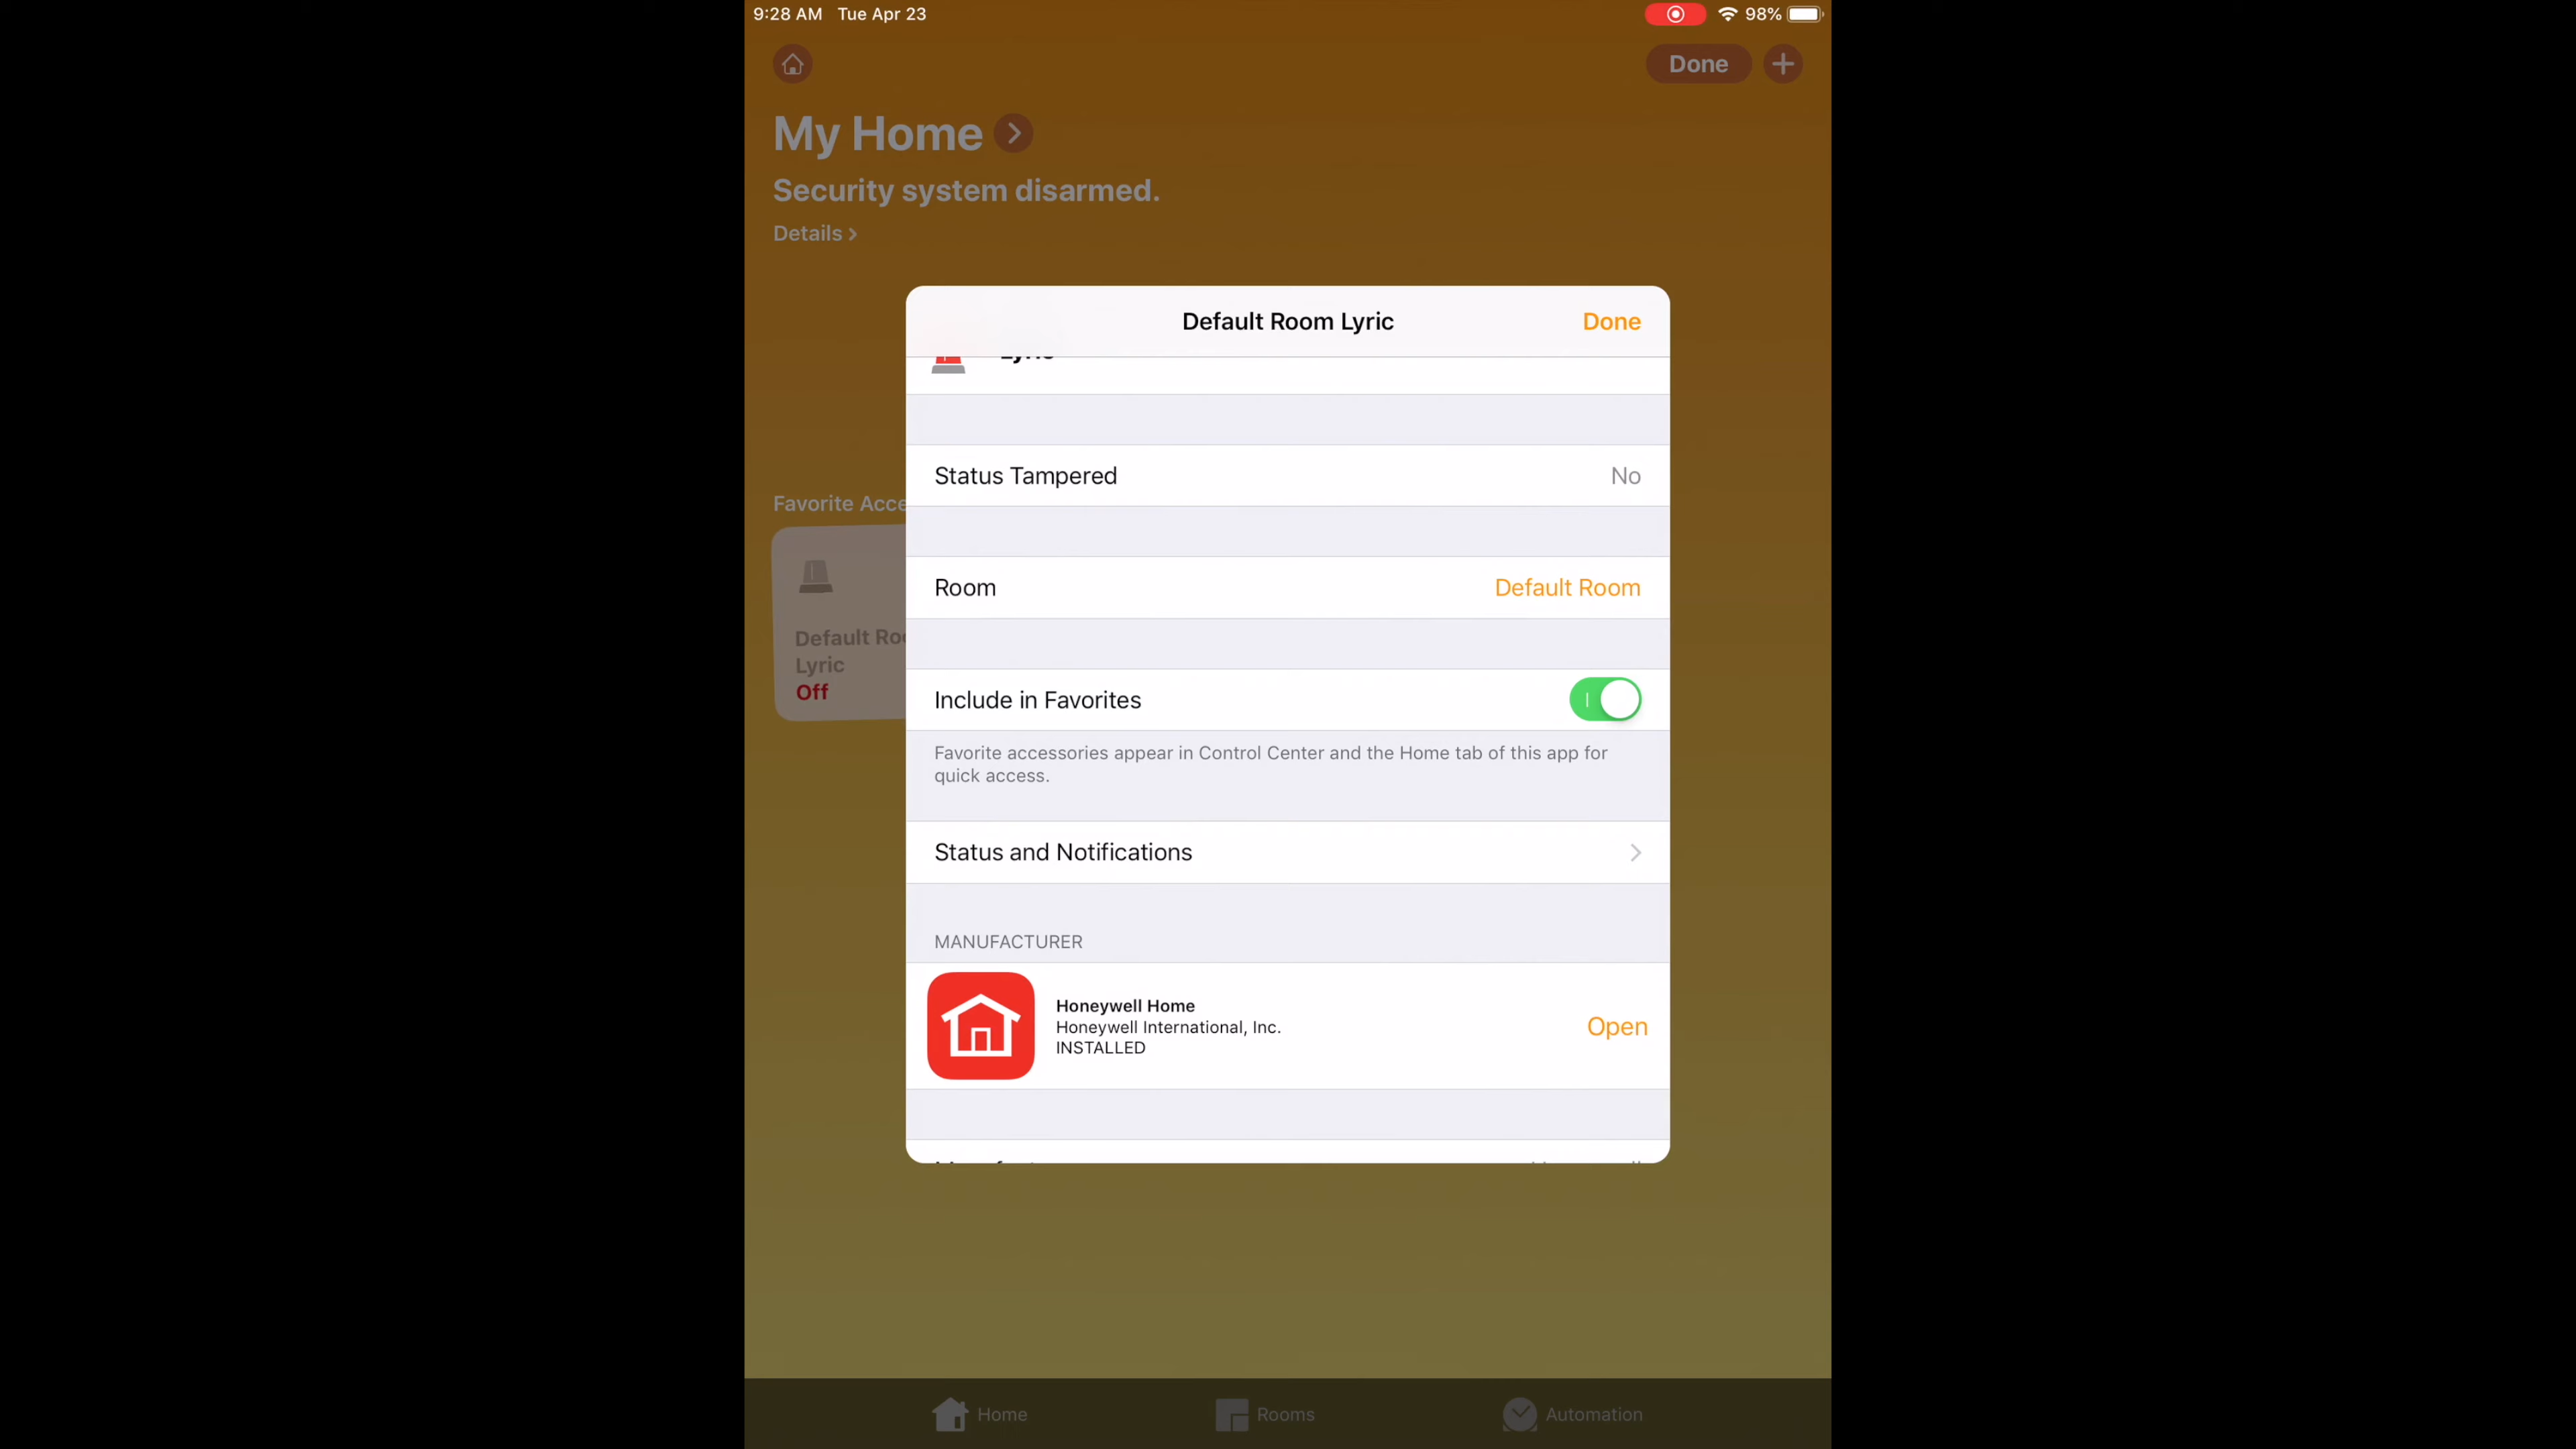 9:28 AM Tue Apr 23
98%
Done
My Home
Security system disarmed.
Details
Default Room Lyric
Done
Lyric
Status Tampered
No
Favorite Acce
Room
Default Room
Default Roo
Lyric
Off
Include in Favorites
Favorite accessories appear in Control Center and the Home tab of this app for
quick access.
Status and Notifications
MANUFACTURER
Honeywell Home
Honeywell International, Inc.
INSTALLED
Open
Home
Rooms
Automation